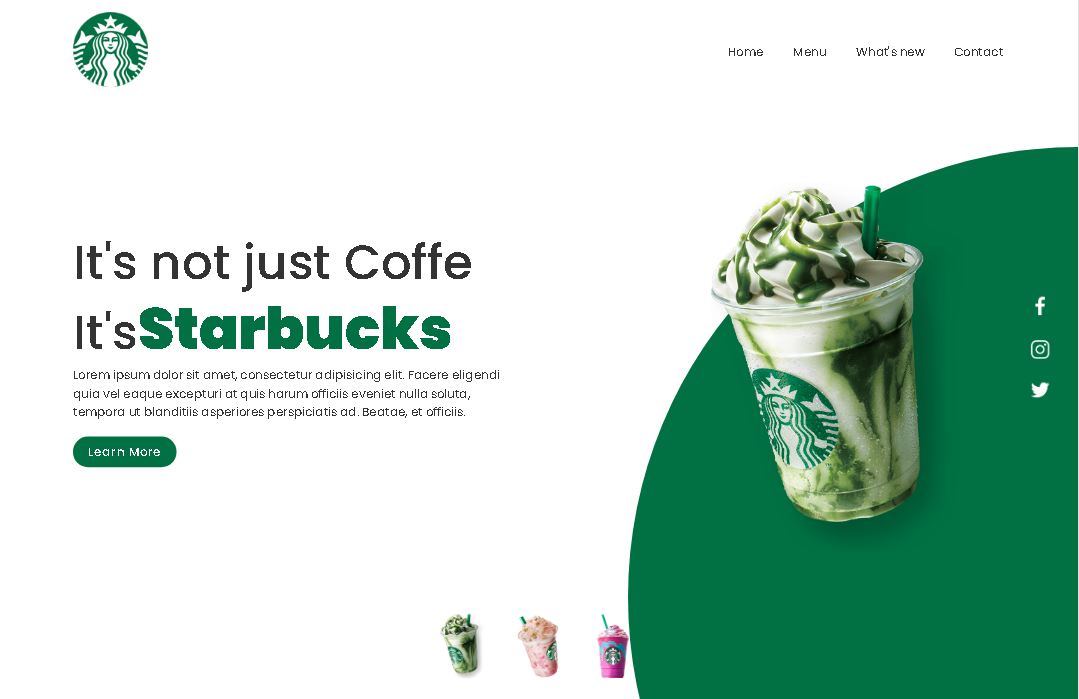 Home Menu What's new Contact
It's not just Coffe
It'sStarbucks
Lorem ipsum dolor sit amet, consectetur adipisicing elit. Facere eligendi
quia vel eaque excepturi at quis harum officiis eveniet nulla soluta,
tempora ut blanditiis asperiores perspiciatis ad. Beatae, et officiis.
Learn More